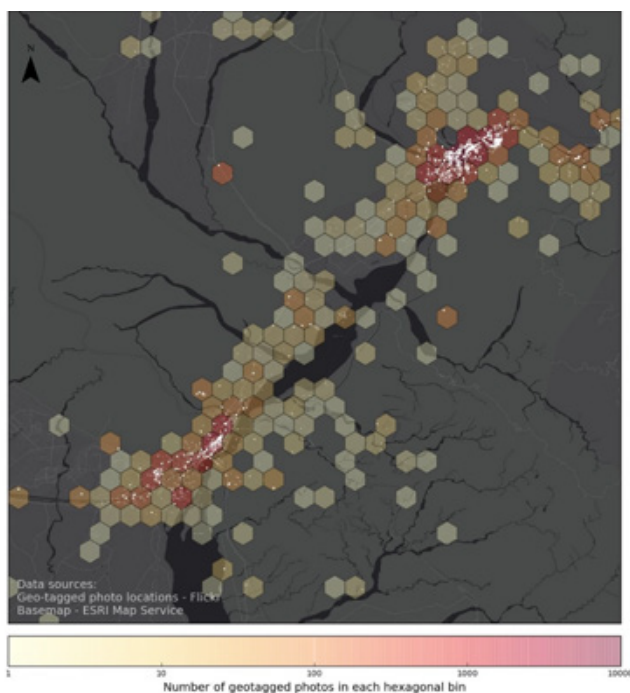 N
Data sources:
Geo-tagged photo locations - Flickr
Basemap - ESRI Map Service
1 10 100 1000 10000
Number of geotagged photos in each hexagonal bin